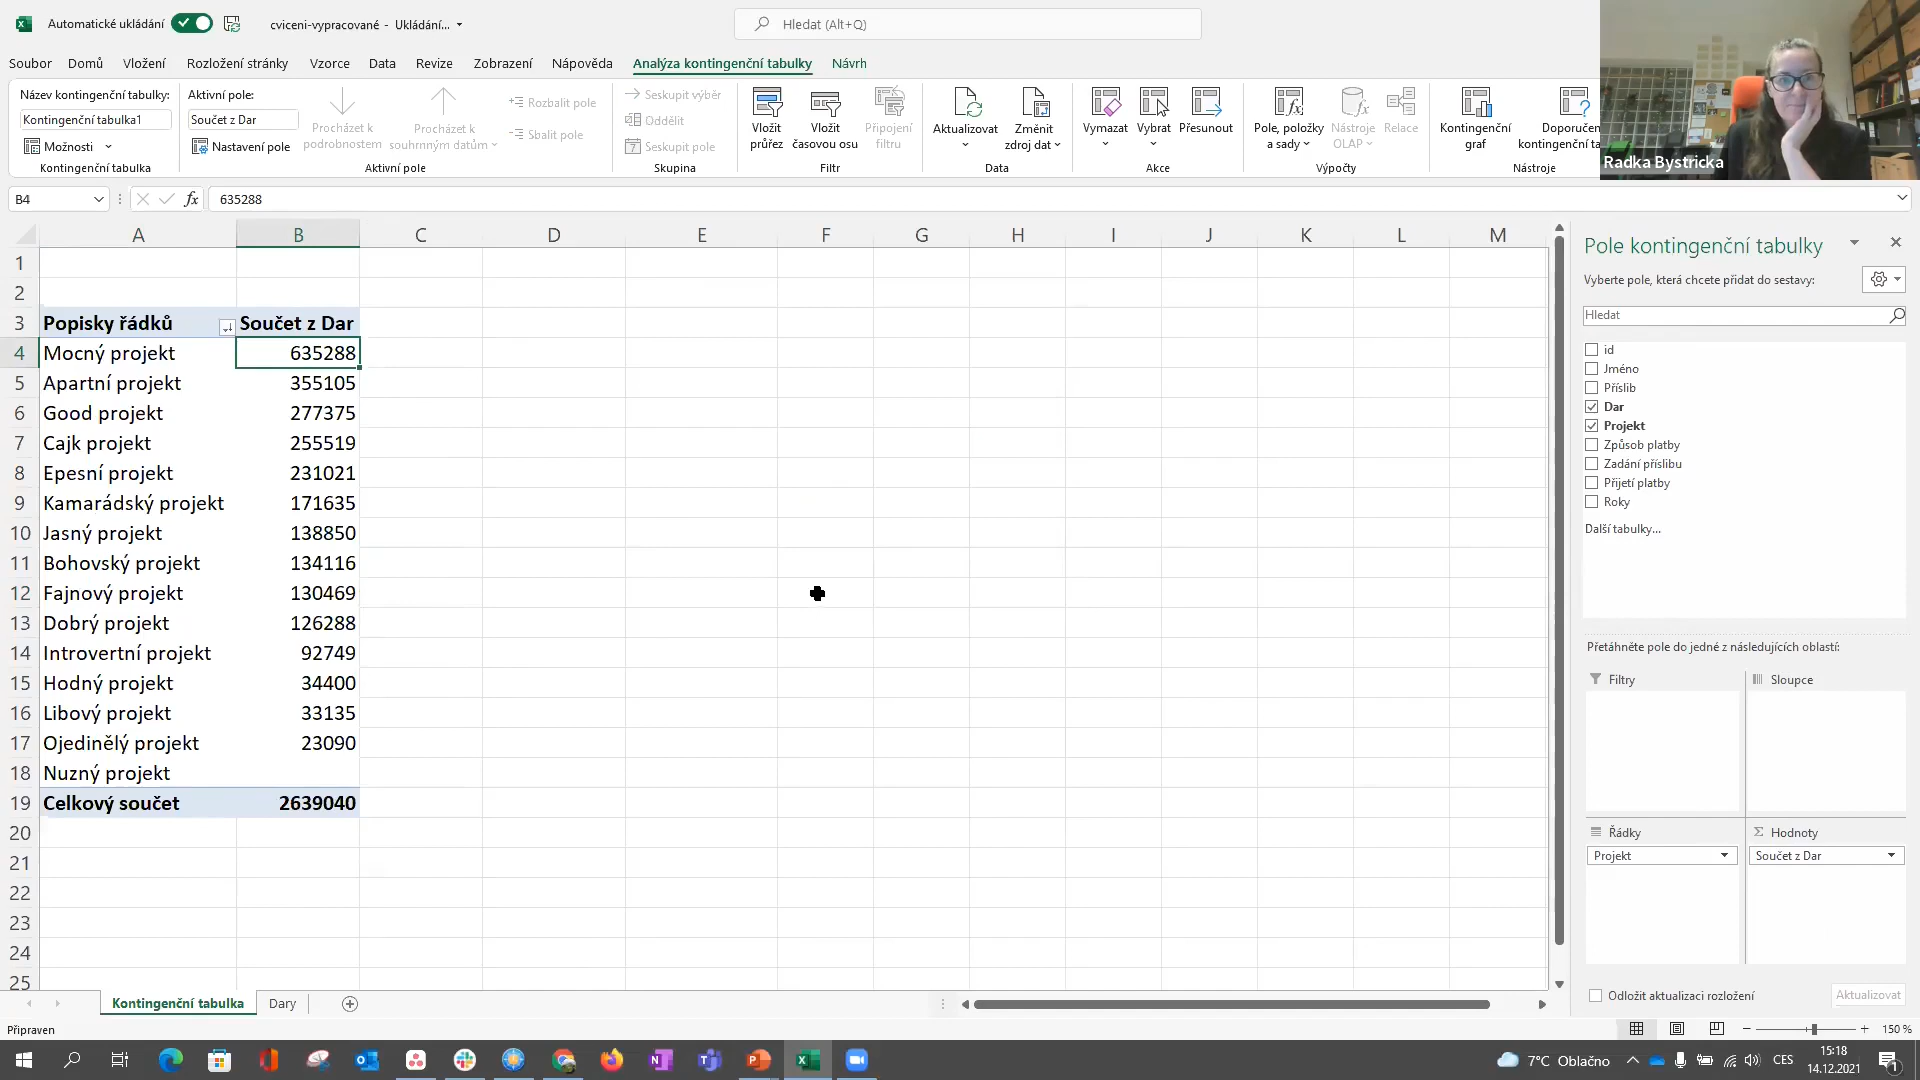 Automatické ukládání
cviceni-vypracované - Ukládání...
Hledat (Alt+Q)
Soubor Domů Vložení Rozložení stránky Vzorce Data Revize Zobrazení Nápověda Analýza kontingenční tabulky Návrh
Název kontingenční tabulky:
Kontingenční tabulka1
Možnosti
Kontingenční tabulka
Aktivní pole:
Součet z Dar
Nastavení pole
Procházet k
podrobnostem
Procházet k
souhrnným datům
Rozbalit pole
Sbalit pole
Aktivní pole
Seskupit výběr
Oddělit
Seskupit pole
Skupina
Vložit
průřez
Vložit
časovou osu
Připojení
filtru
Filtr
Aktualizovat
Změnit
zdroj dat
Data
Vymazat
Vybrat
Přesunout
Akce
Pole, položky
a sady
Nástroje
OLAP
Relace
Výpočty
Kontingenční
graf
Doporučen
kontingenční ta
Nástroje
Radka Bystricka
B4
fx
635288
A B C D E F G H I J K L M
1
2
3 Popisky řádků Součet z Dar
4 Mocný projekt 635288
5 Apartní projekt 355105
6 Good projekt 277375
7 Cajk projekt 255519
8 Epesní projekt 231021
9 Kamarádský projekt 171635
10 Jasný projekt 138850
11 Bohovský projekt 134116
12 Fajnový projekt 130469
13 Dobrý projekt 126288
14 Introvertní projekt 92749
15 Hodný projekt 34400
16 Libový projekt 33135
17 Ojedinělý projekt 23090
18 Nuzný projekt
19 Celkový součet 2639040
20
21
22
23
24
25
Pole kontingenční tabulky
Vyberte pole, která chcete přidat do sestavy:
Hledat
id
Jméno
Příslib
Dar
Projekt
Způsob platby
Zadání příslibu
Přijetí platby
Roky
Další tabulky...
Přetáhněte pole do jedné z následujících oblastí:
Filtry
Sloupce
Řádky
Projekt
Hodnoty
Součet z Dar
Odložit aktualizaci rozložení
Aktualizovat
Kontingenční tabulka Dary
Připraven
150 %
7°C Oblačno
CES
15:18
14.12.2021
1